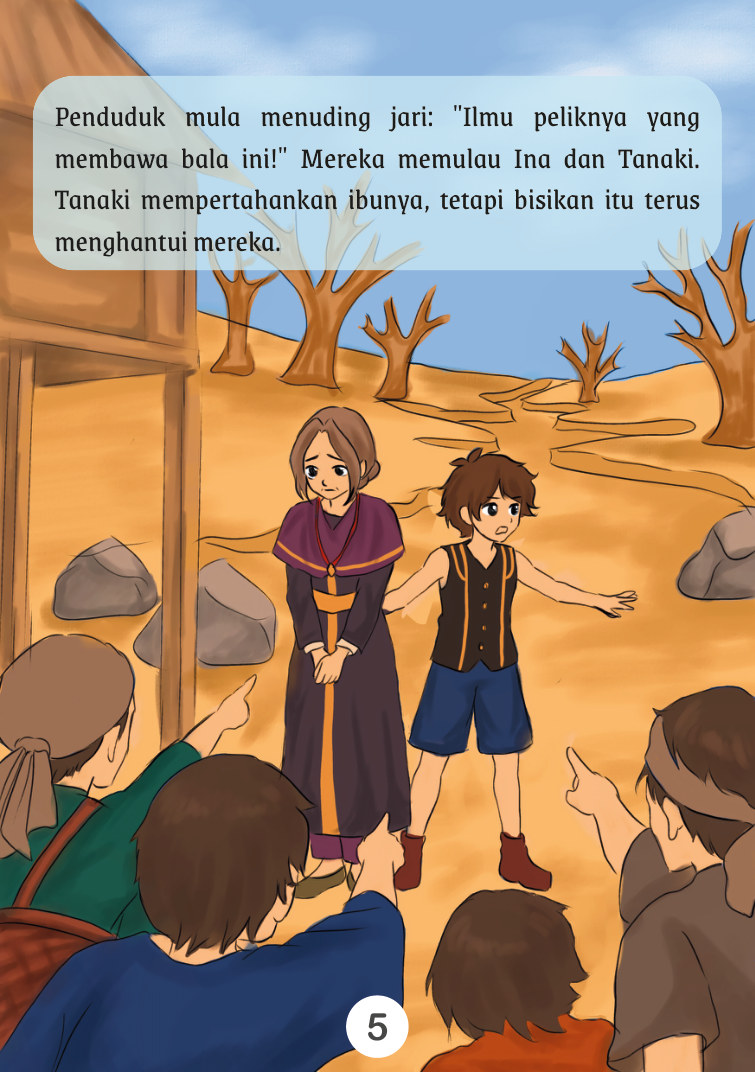 Penduduk mula menuding jari: "Ilmu peliknya yang
membawa bala ini!" Mereka memulau Ina dan Tanaki.
Tanaki mempertahankan ibunya, tetapi bisikan itu terus
menghantui mereka.
5